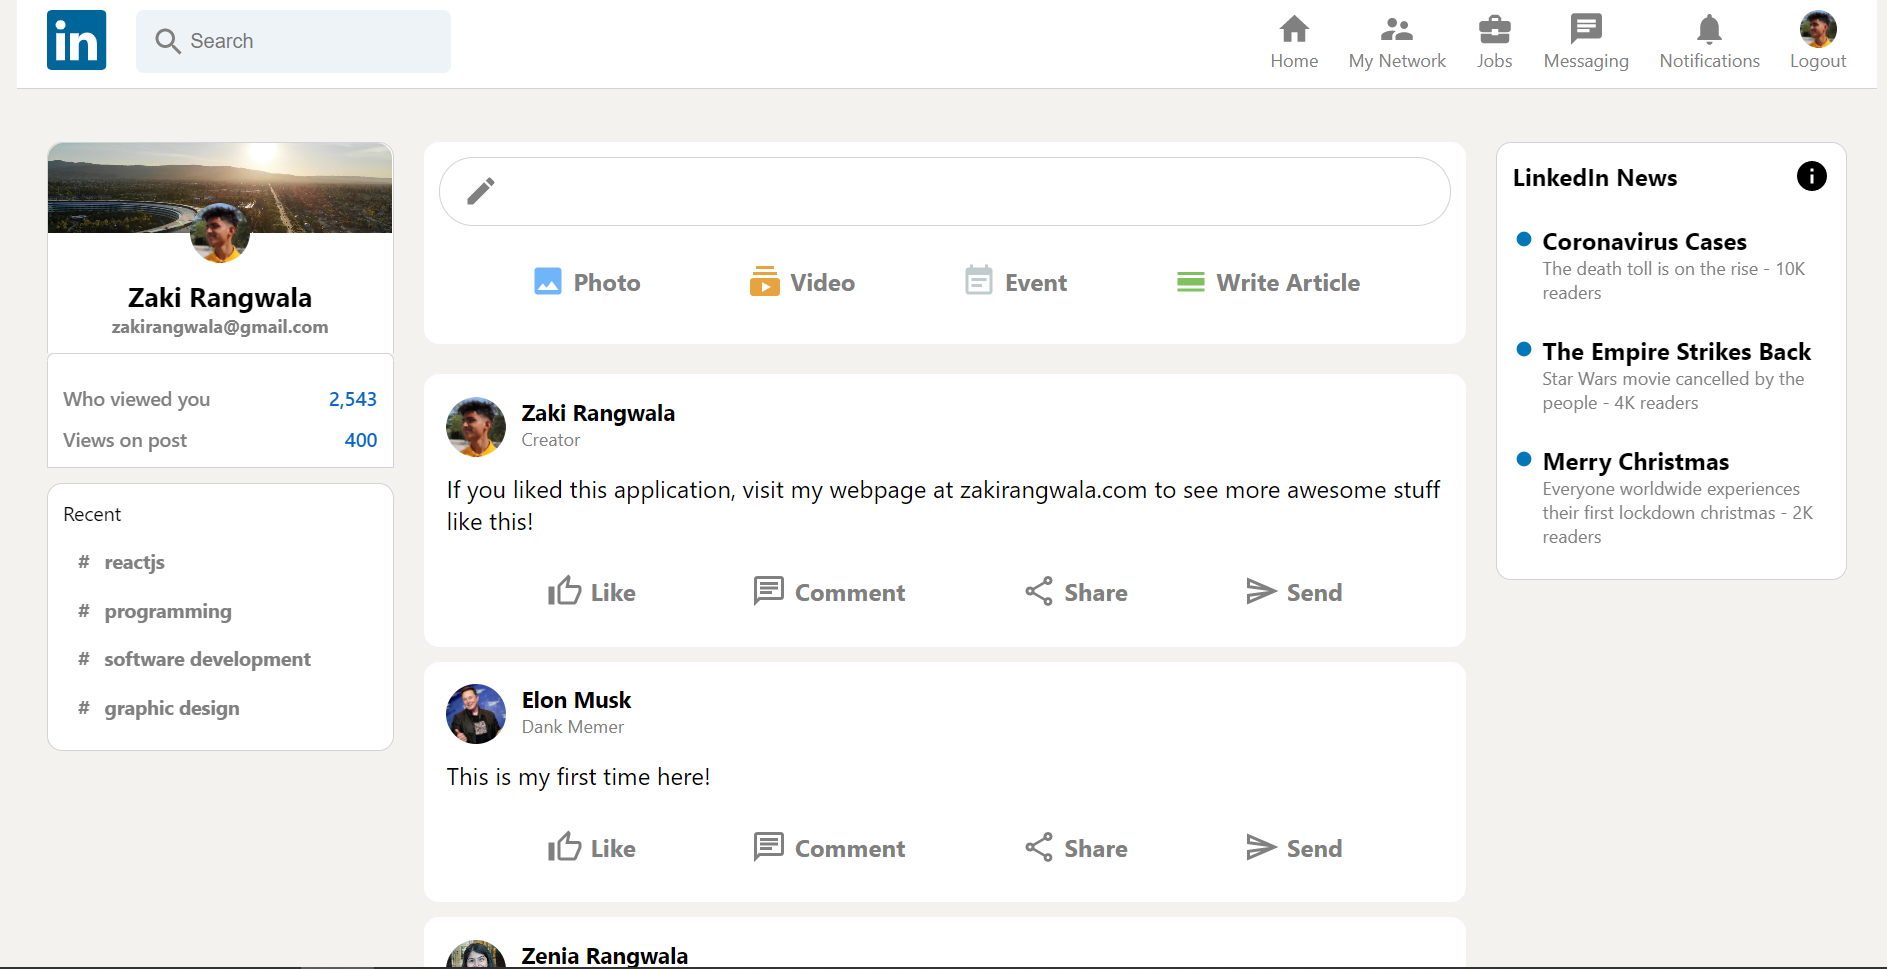 in
Search
Home
My Network
Jobs
Messaging
Notifications
Logout
Zaki Rangwala
zakirangwala@gmail.com
Who viewed you 2,543
Views on post 400
Recent
# reactjs
# programming
# software development
# graphic design
Photo
Video
Event
Write Article
Zaki Rangwala
Creator
If you liked this application, visit my webpage at zakirangwala.com to see more awesome stuff
like this!
Like
Comment
Share
Send
Elon Musk
Dank Memer
This is my first time here!
Like
Comment
Share
Send
Zenia Rangwala
LinkedIn News
Coronavirus Cases
The death toll is on the rise - 10K
readers
The Empire Strikes Back
Star Wars movie cancelled by the
people - 4K readers
Merry Christmas
Everyone worldwide experiences
their first lockdown christmas - 2K
readers